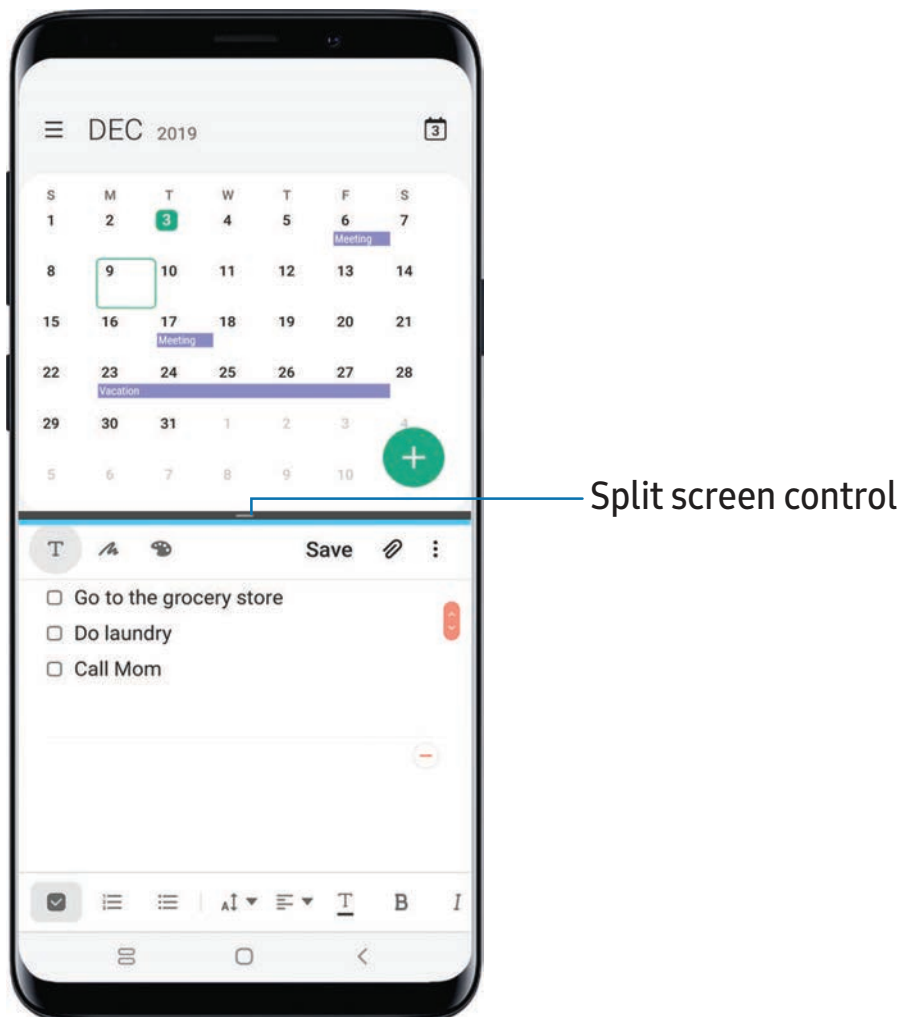 DEC 2019 3
S M T W T F S
1 2 3 4 5 6 7
Meeting
8 9 10 11 12 13 14
15 16 17 18 19 20 21
Meeting
22 23 24 25 26 27 28
Vacation
29 30 31 1 2 3 4
5 6 7 8 9 10
Split screen control
T Save
Go to the grocery store
Do laundry
Call Mom
A T B I